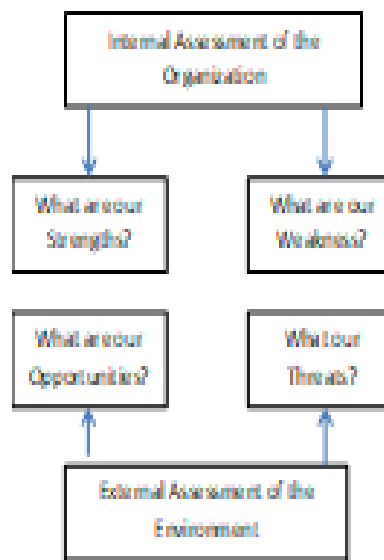 Internal Assessment of the
Organization
What are our
Strengths?
What are our
Weakness?
What are our
Opportunities?
What our
Threats?
External Assessment of the
Environment